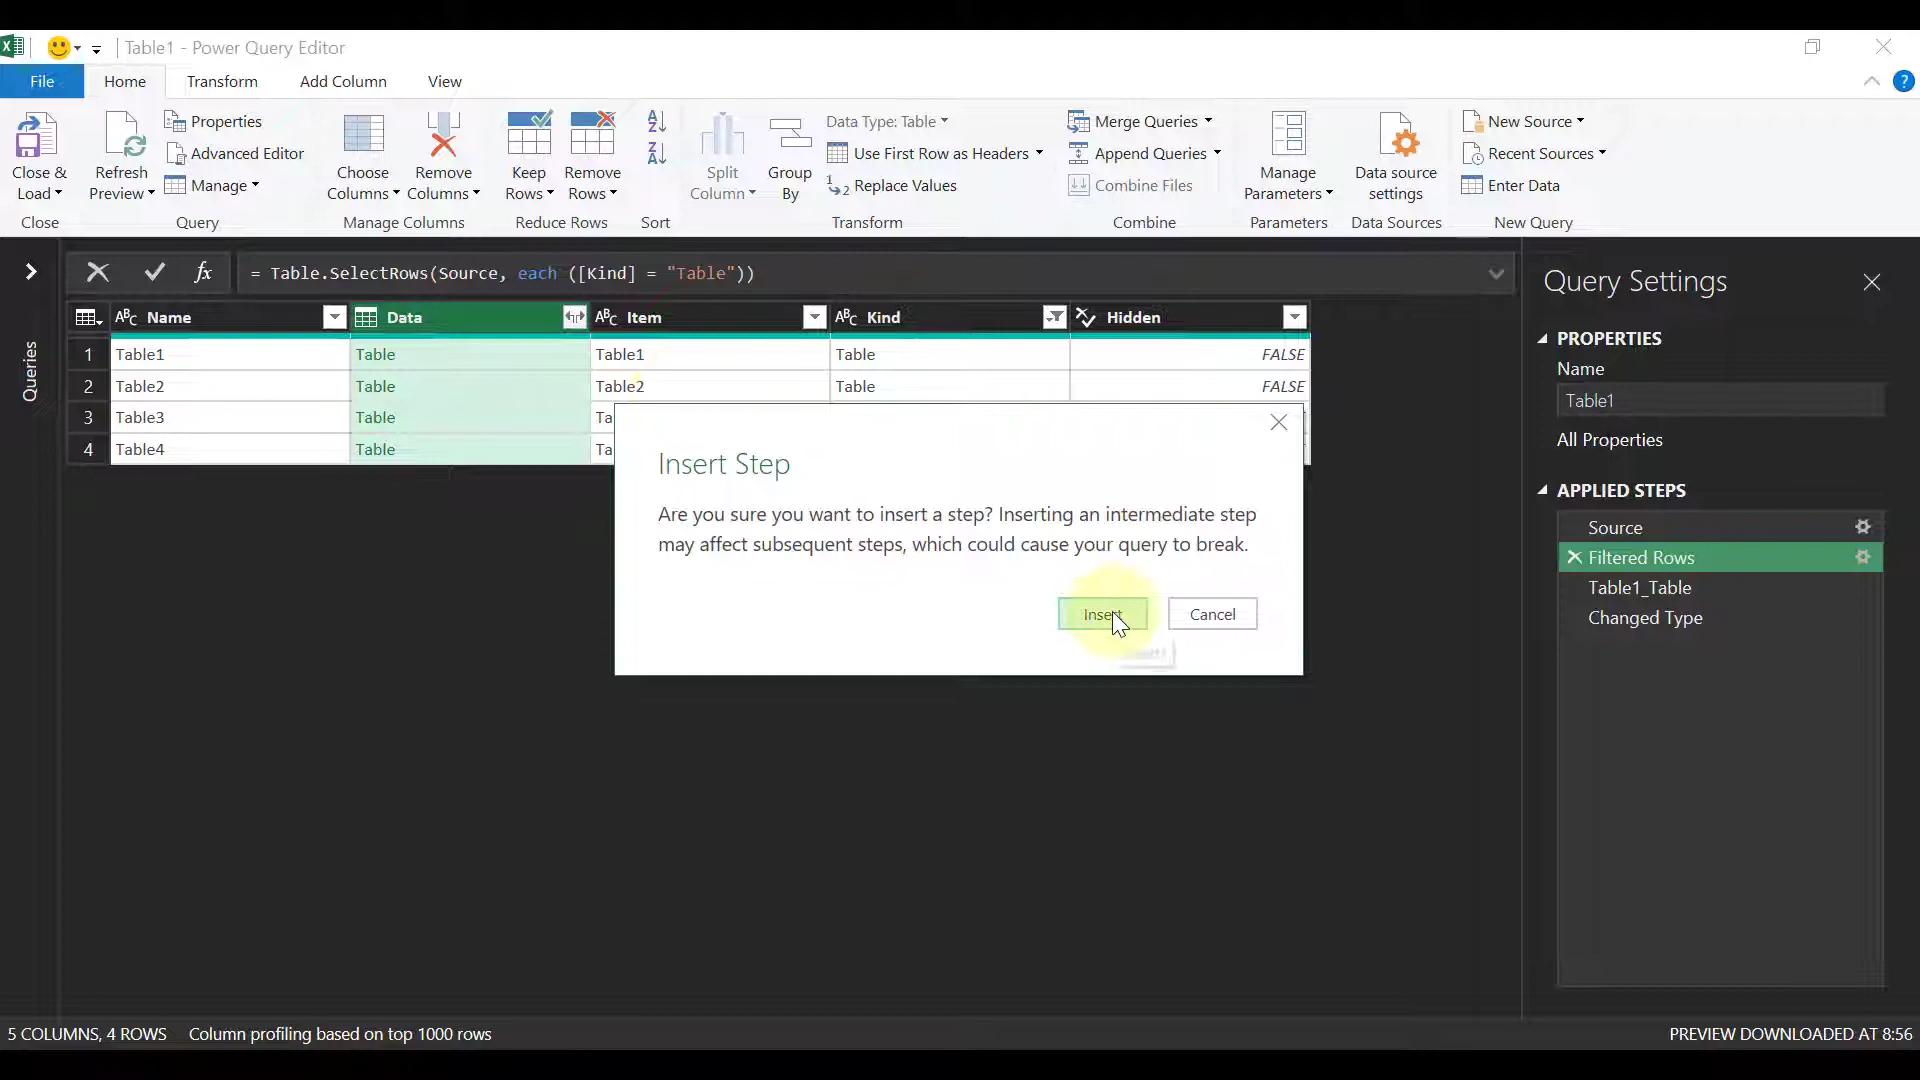 Table1 - Power Query Editor
File Home Transform Add Column View
Close & Load
Close
Refresh Preview
Properties
Advanced Editor
Manage
Query
Choose Columns
Remove Columns
Manage Columns
Keep Rows
Remove Rows
Reduce Rows
Sort
Split Column
Group By
Data Type: Table
Use First Row as Headers
Replace Values
Transform
Merge Queries
Append Queries
Combine Files
Combine
Manage Parameters
Parameters
Data source settings
Data Sources
New Source
Recent Sources
Enter Data
New Query
= Table.SelectRows(Source, each ([Kind] = "Table"))
Queries
Name Data Item Kind Hidden
1 Table1 Table Table1 Table FALSE
2 Table2 Table Table2 Table FALSE
3 Table3 Table Ta
4 Table4 Table Ta
Insert Step
Are you sure you want to insert a step? Inserting an intermediate step
may affect subsequent steps, which could cause your query to break.
Insert Cancel
Query Settings
PROPERTIES
Name
Table1
All Properties
APPLIED STEPS
Source
Filtered Rows
Table1_Table
Changed Type
5 COLUMNS, 4 ROWS Column profiling based on top 1000 rows
PREVIEW DOWNLOADED AT 8:56